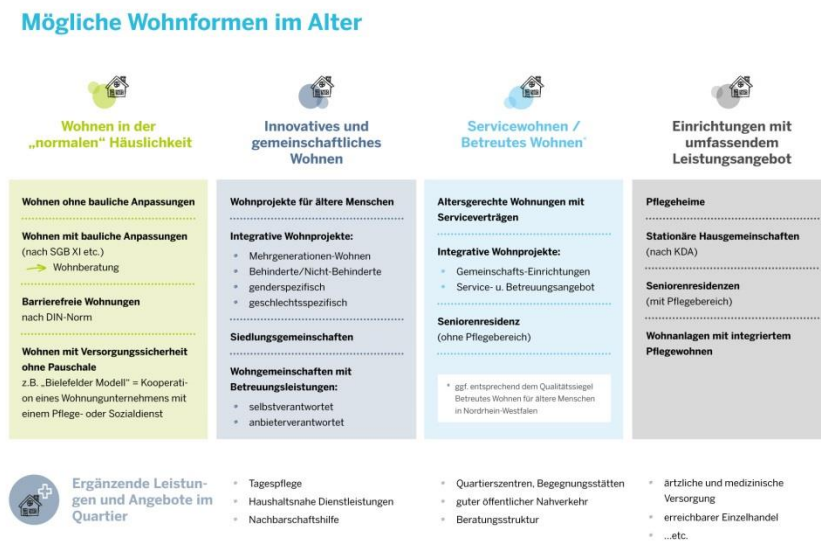 Mögliche Wohnformen im Alter
Wohnen in der
„normalen“ Häuslichkeit
Wohnen ohne bauliche Anpassungen
Wohnen mit bauliche Anpassungen
(nach SGB XI etc.)
Wohnberatung
Barrierefreie Wohnungen
nach DIN-Norm
Wohnen mit Versorgungssicherheit
ohne Pauschale
z.B. „Bielefelder Modell“ = Kooperati-
on eines Wohnungunternehmens mit
einem Pflege- oder Sozialdienst
Innovatives und
gemeinschaftliches
Wohnen
Wohnprojekte für ältere Menschen
Integrative Wohnprojekte:
Mehrgenerationen-Wohnen
Behinderte/Nicht-Behinderte
genderspezifisch
geschlechtsspezifisch
Siedlungsgemeinschaften
Wohngemeinschaften mit
Betreuungsleistungen:
selbstverantwortet
anbieterverantwortet
Servicewohnen /
Betreutes Wohnen*
Altersgerechte Wohnungen mit
Serviceverträgen
Integrative Wohnprojekte:
Gemeinschafts-Einrichtungen
Service- u. Betreuungsangebot
Seniorenresidenz
(ohne Pflegebereich)
* ggf. entsprechend dem Qualitätssiegel
Betreutes Wohnen für ältere Menschen
in Nordrhein-Westfalen
Einrichtungen mit
umfassendem
Leistungsangebot
Pflegeheime
Stationäre Hausgemeinschaften
(nach KDA)
Seniorenresidenzen
(mit Pflegebereich)
Wohnanlagen mit integriertem
Pflegewohnen
Ergänzende Leistun-
gen und Angebote im
Quartier
Tagespflege
Haushaltsnahe Dienstleistungen
Nachbarschaftshilfe
Quartierszentren, Begegnungsstätten
guter öffentlicher Nahverkehr
Beratungsstruktur
ärtzliche und medizinische
Versorgung
erreichbarer Einzelhandel
...etc.